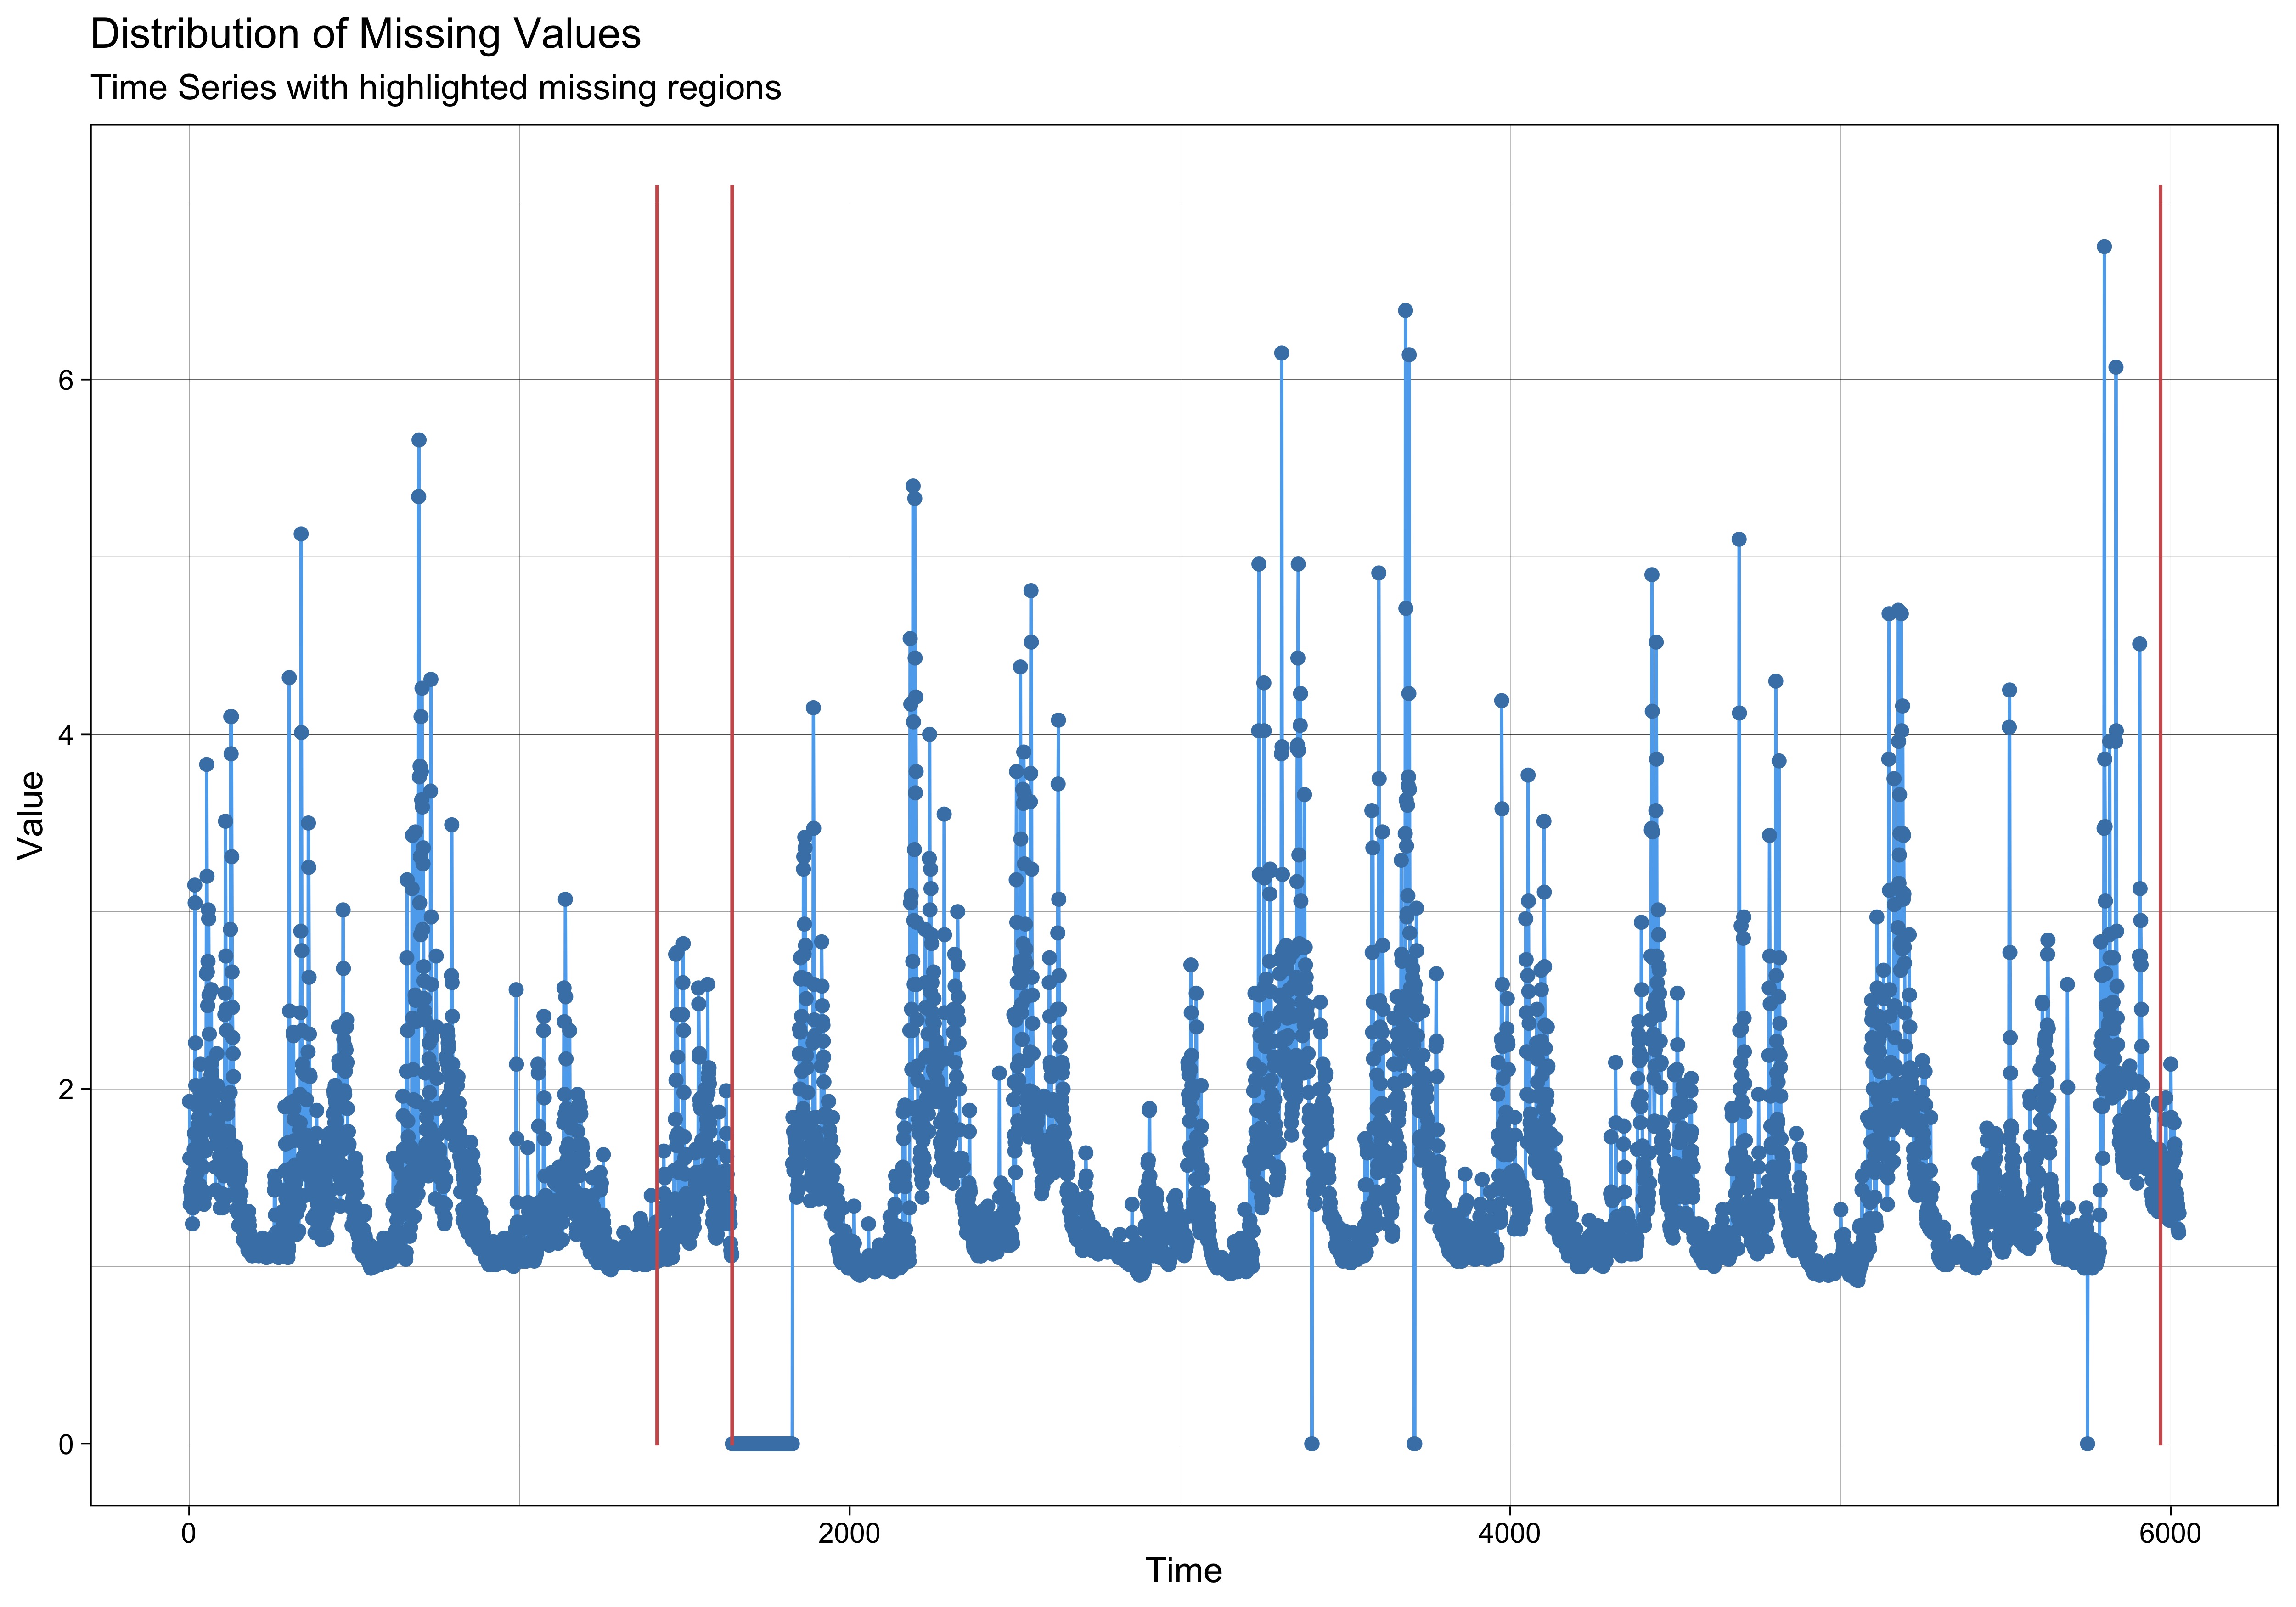 Distribution of Missing Values
Time Series with highlighted missing regions
Value
6
4
2
0
0 2000 4000 6000
Time